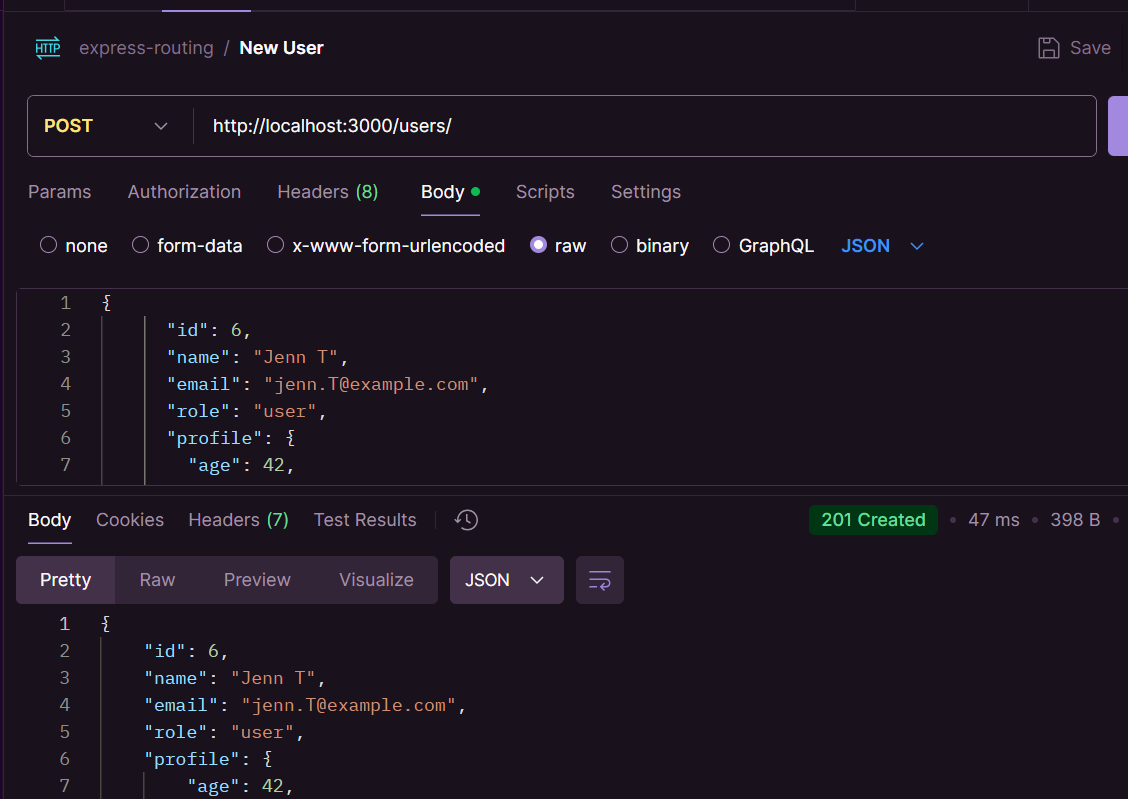 HTTP express-routing / New User Save
POST http://localhost:3000/users/
Params Authorization Headers (8) Body Scripts Settings
none form-data x-www-form-urlencoded raw binary GraphQL JSON
1 {
2 "id": 6,
3 "name": "Jenn T",
4 "email": "jenn.T@example.com",
5 "role": "user",
6 "profile": {
7 "age": 42,
Body Cookies Headers (7) Test Results 201 Created • 47 ms • 398 B •
Pretty Raw Preview Visualize JSON
1 {
2 "id": 6,
3 "name": "Jenn T",
4 "email": "jenn.T@example.com",
5 "role": "user",
6 "profile": {
7 "age": 42,